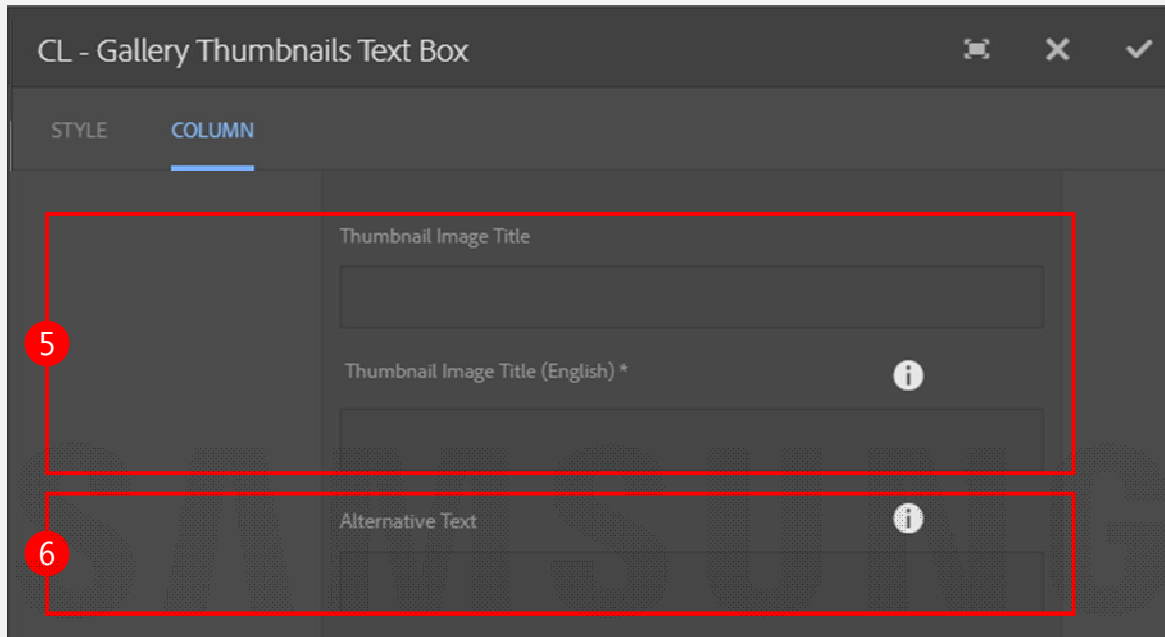 CL - Gallery Thumbnails Text Box
STYLE COLUMN
Thumbnail Image Title
5
Thumbnail Image Title (English) *
SAMSUNG
Alternative Text
6